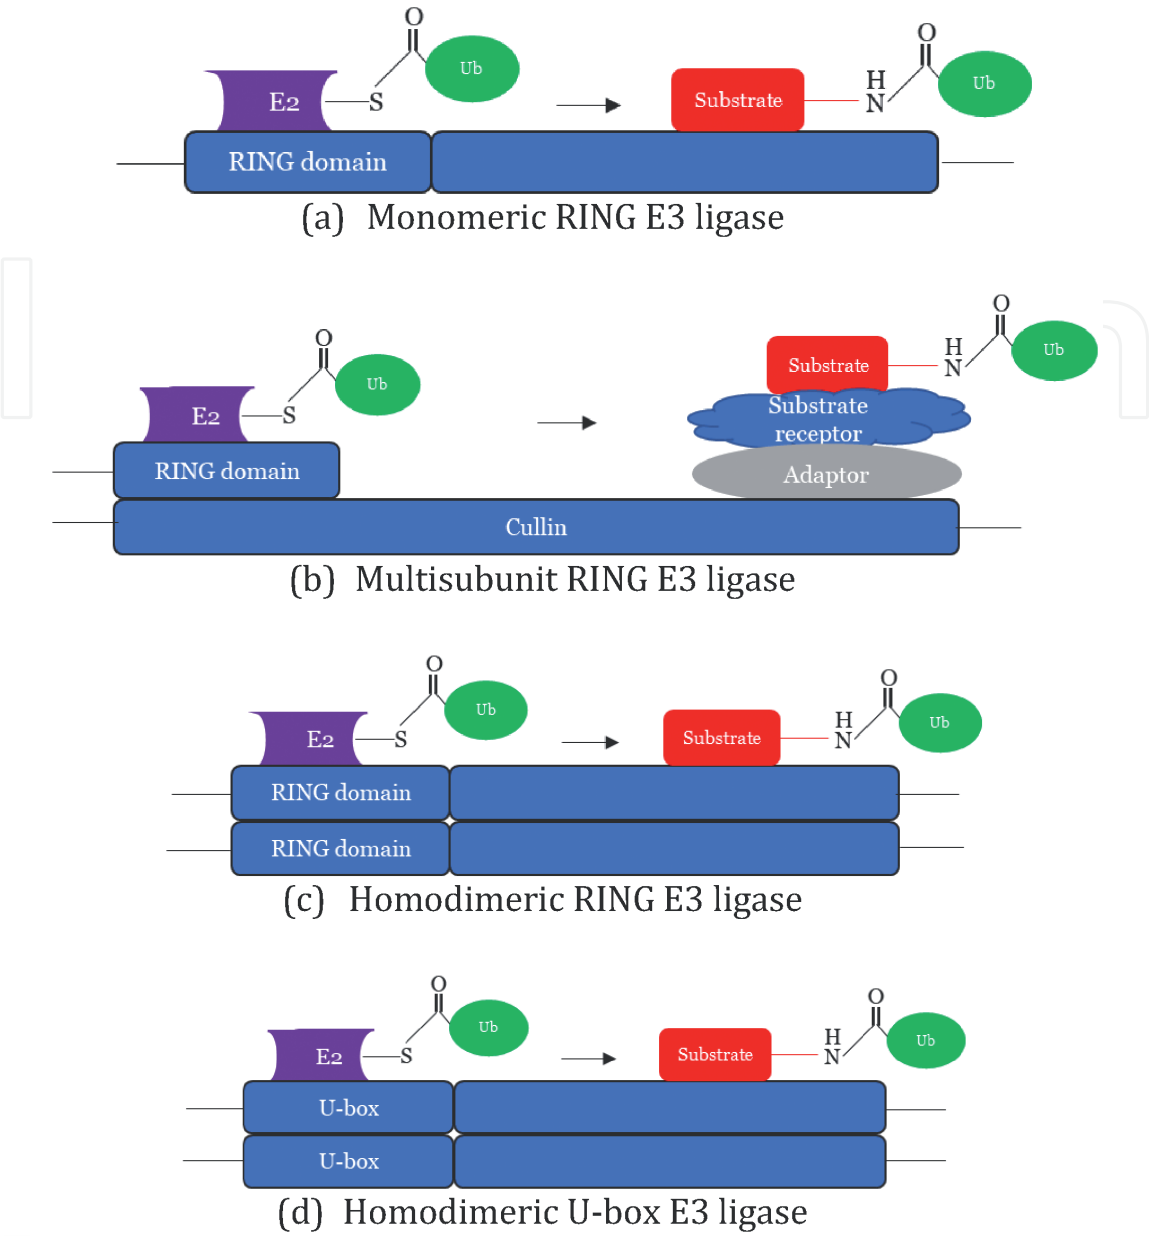 O
Ub
E2
S
O
H
N
Ub
Substrate
RING domain
(a) Monomeric RING E3 ligase
O
Ub
E2
S
RING domain
O
H
N
Ub
Substrate
Substrate
receptor
Adaptor
Cullin
(b) Multisubunit RING E3 ligase
O
Ub
E2
S
O
H
N
Ub
Substrate
RING domain
RING domain
(c) Homodimeric RING E3 ligase
O
Ub
E2
S
O
H
N
Ub
Substrate
U-box
U-box
(d) Homodimeric U-box E3 ligase